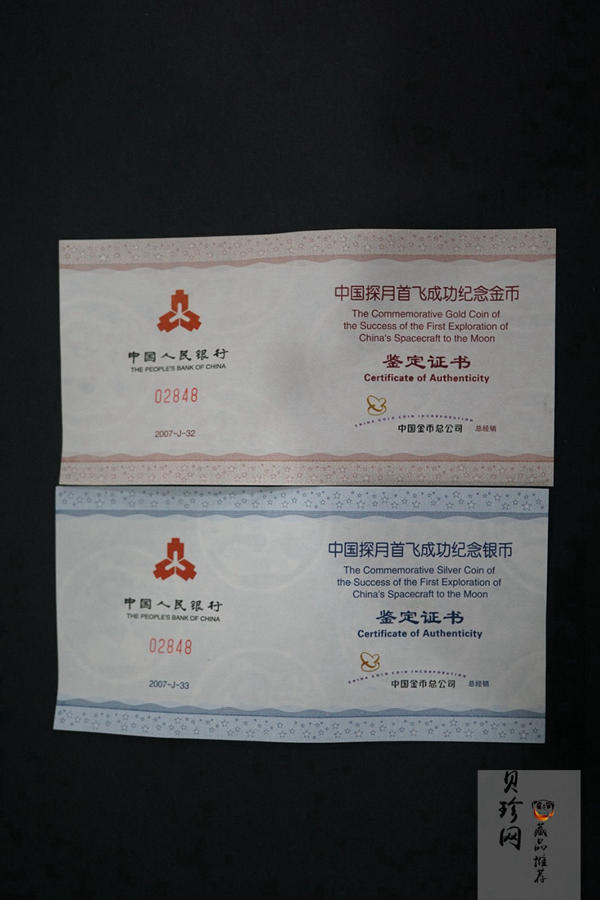 中国人民银行
THE PEOPLE'S BANK OF CHINA
02848
2007-J-32
中国探月首飞成功纪念金币
The Commemorative Gold Coin of
the Success of the First Exploration of
China's Spacecraft to the Moon
鉴定证书
Certificate of Authenticity
CHINA GOLD COIN INCORPORATION
中国金币总公司 总经销
中国人民银行
THE PEOPLE'S BANK OF CHINA
02848
2007-J-33
中国探月首飞成功纪念银币
The Commemorative Silver Coin of
the Success of the First Exploration of
China's Spacecraft to the Moon
鉴定证书
Certificate of Authenticity
CHINA GOLD COIN INCORPORATION
中国金币总公司 总经销
贝珍网
藏品推荐